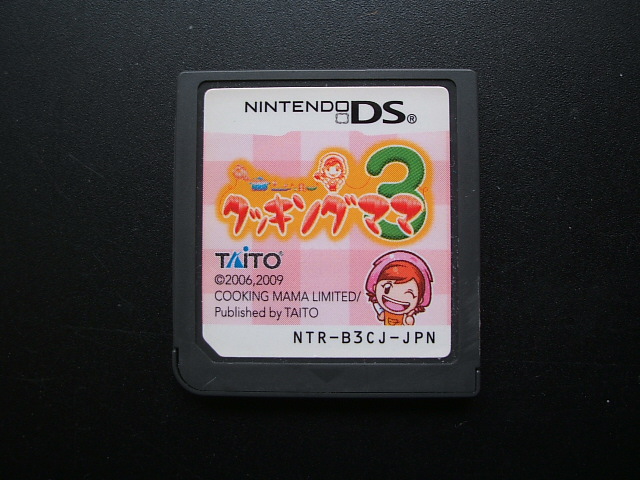 NINTENDO DS®
クッキングママ 3
TAITO
©2006,2009
COOKING MAMA LIMITED/
Published by TAITO
NTR-B3CJ-JPN